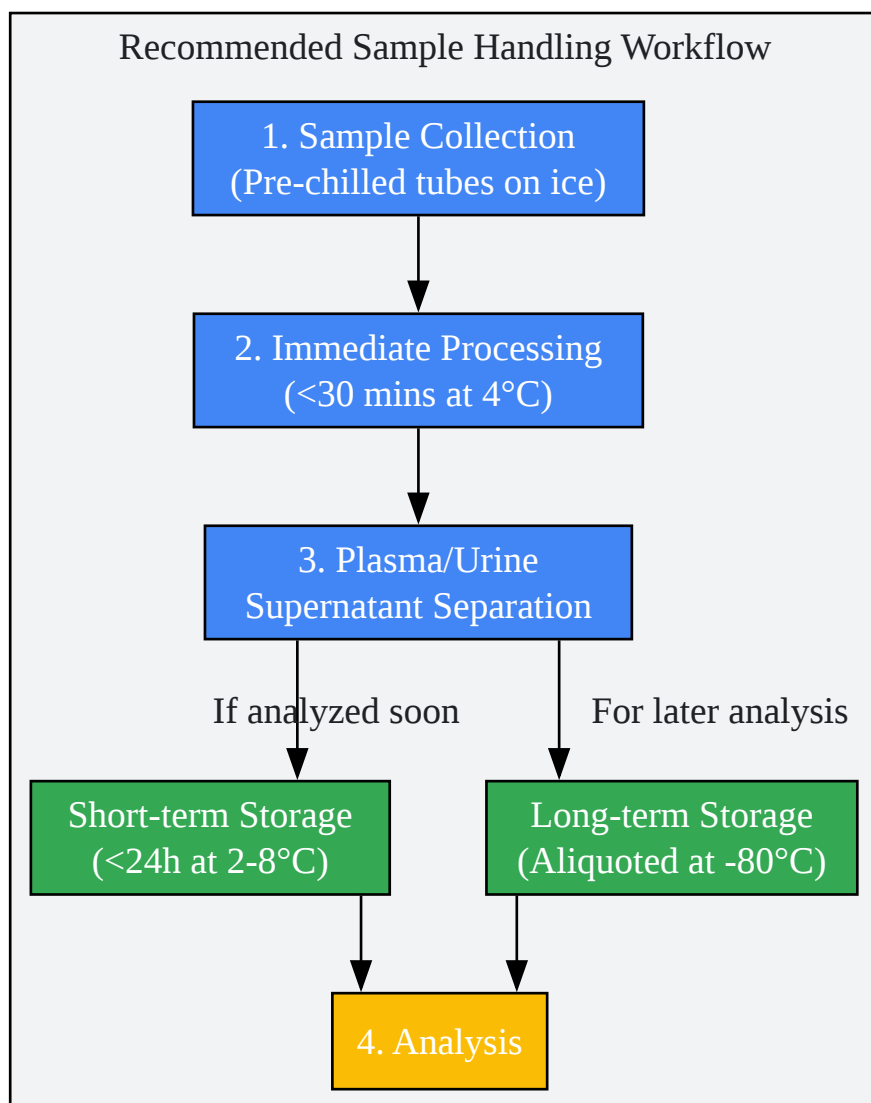 Recommended Sample Handling Workflow
1. Sample Collection
(Pre-chilled tubes on ice)
2. Immediate Processing
(<30 mins at 4°C)
3. Plasma/Urine
Supernatant Separation
If analyzed soon
For later analysis
Short-term Storage
(<24h at 2-8°C)
Long-term Storage
(Aliquoted at -80°C)
4. Analysis